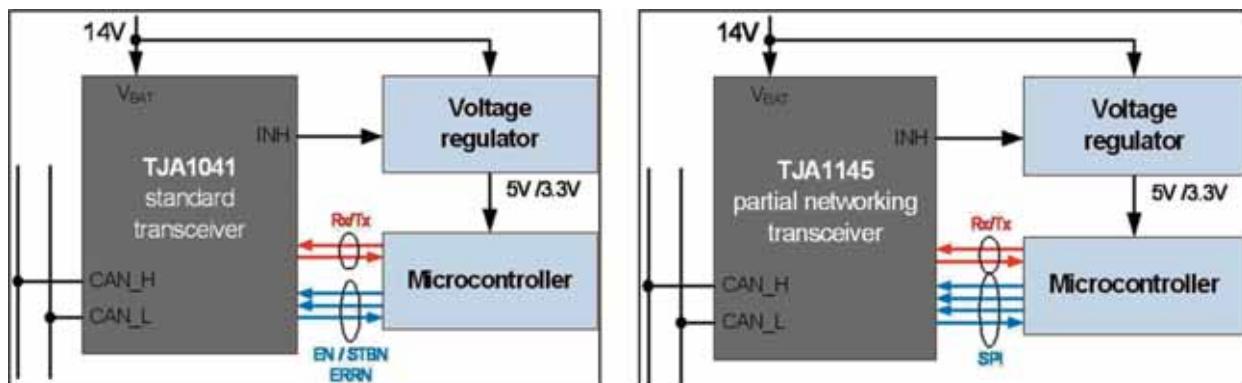 14V
VBAT
INH
Voltage
regulator
TJA1041
standard
transceiver
5V /3.3V
Rx/Tx
Microcontroller
CAN_H
CAN_L
EN / STBN
ERRN
14V
VBAT
INH
Voltage
regulator
TJA1145
partial networking
transceiver
5V /3.3V
Rx/Tx
Microcontroller
CAN_H
CAN_L
SPI